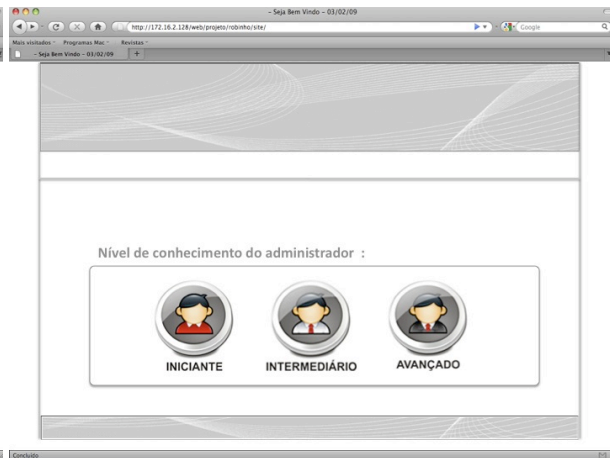 – Seja Bem Vindo – 03/02/09
http://172.16.2.128/web/projeto/robinho/site/
Google
Mais visitados Programas Mac Revistas
– Seja Bem Vindo – 03/02/09 +
Nível de conhecimento do administrador :
INICIANTE INTERMEDIÁRIO AVANÇADO
Concluído